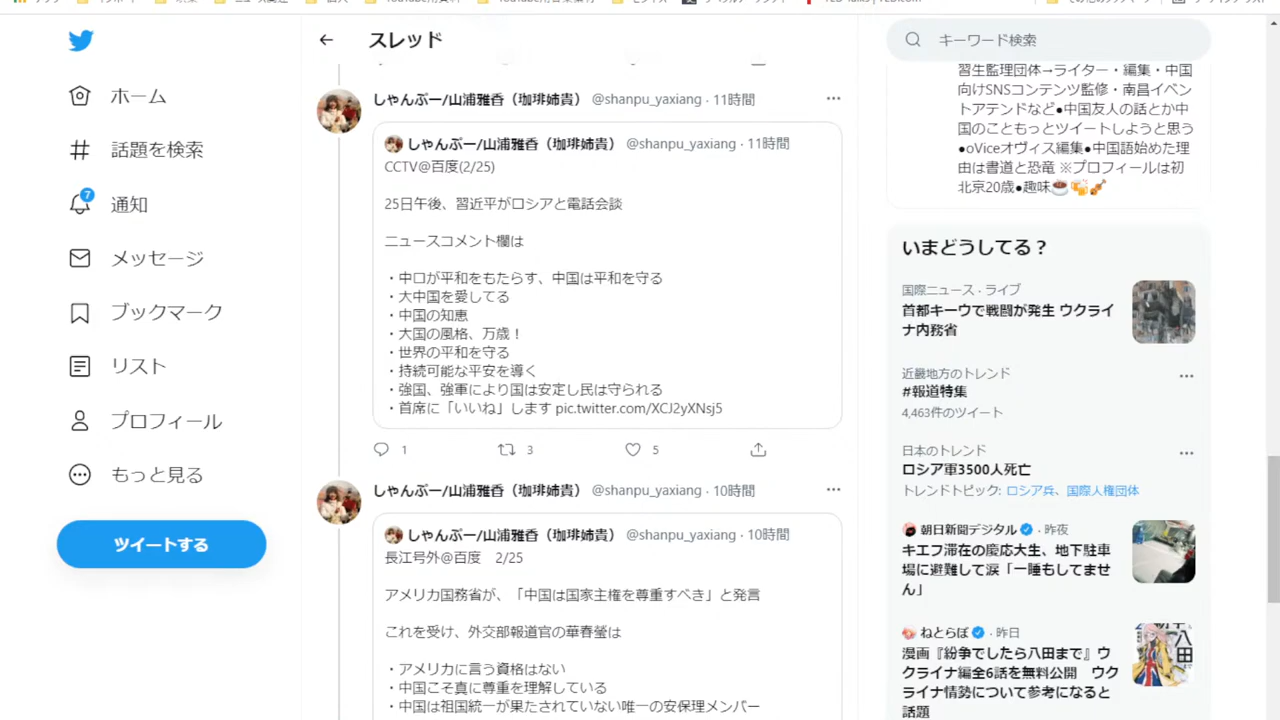 スレッド
キーワード検索
ホーム
話題を検索
7
通知
メッセージ
ブックマーク
リスト
プロフィール
もっと見る
ツイートする
しゃんぷー/山浦雅香（珈琲姉貴） @shanpu_yaxiang · 11時間
しゃんぷー/山浦雅香（珈琲姉貴） @shanpu_yaxiang · 11時間
CCTV@百度(2/25)
25日午後、習近平がロシアと電話会談
ニュースコメント欄は
・中ロが平和をもたらす、中国は平和を守る
・大中国を愛してる
・中国の知恵
・大国の風格、万歳！
・世界の平和を守る
・持続可能な平安を導く
・強国、強軍により国は安定し民は守られる
・首席に「いいね」します pic.twitter.com/XCJ2yXNsj5
1 3 5
しゃんぷー/山浦雅香（珈琲姉貴） @shanpu_yaxiang · 10時間
しゃんぷー/山浦雅香（珈琲姉貴） @shanpu_yaxiang · 10時間
長江号外@百度　2/25
アメリカ国務省が、「中国は国家主権を尊重すべき」と発言
これを受け、外交部報道官の華春瑩は
・アメリカに言う資格はない
・中国こそ真に尊重を理解している
・中国は祖国統一が果たされていない唯一の安保理メンバー
習生監理団体→ライター・編集・中国
向けSNSコンテンツ監修・南昌イベン
トアテンドなど●中国友人の話とか中
国のこともっとツイートしようと思う
●oViceオヴィス編集●中国語始めた理
由は書道と恐竜 ※プロフィールは初
北京20歳●趣味☕🍻🎻
いまどうしてる？
国際ニュース · ライブ
首都キーウで戦闘が発生 ウクライ
ナ内務省
近畿地方のトレンド
#報道特集
4,463件のツイート
日本のトレンド
ロシア軍3500人死亡
トレンドトピック: ロシア兵、国際人権団体
朝日新聞デジタル · 昨夜
キエフ滞在の慶応大生、地下駐車
場に避難して涙「一睡もしてませ
ん」
ねとらぼ · 昨日
漫画『紛争でしたら八田まで』ウ
クライナ編全6話を無料公開　ウク
ライナ情勢について参考になると
話題